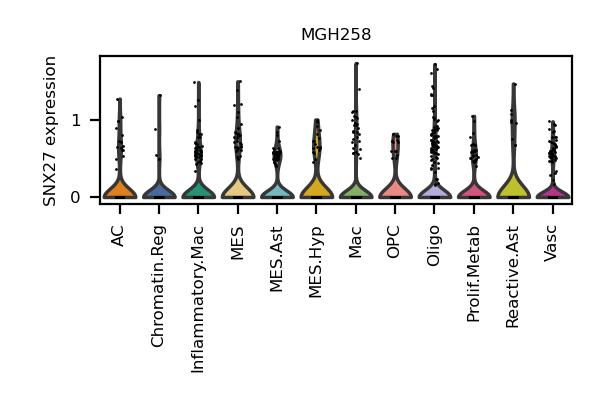 MGH258
SNX27 expression
1
0
AC
Chromatin.Reg
Inflammatory.Mac
MES
MES.Ast
MES.Hyp
Mac
OPC
Oligo
Prolif.Metab
Reactive.Ast
Vasc